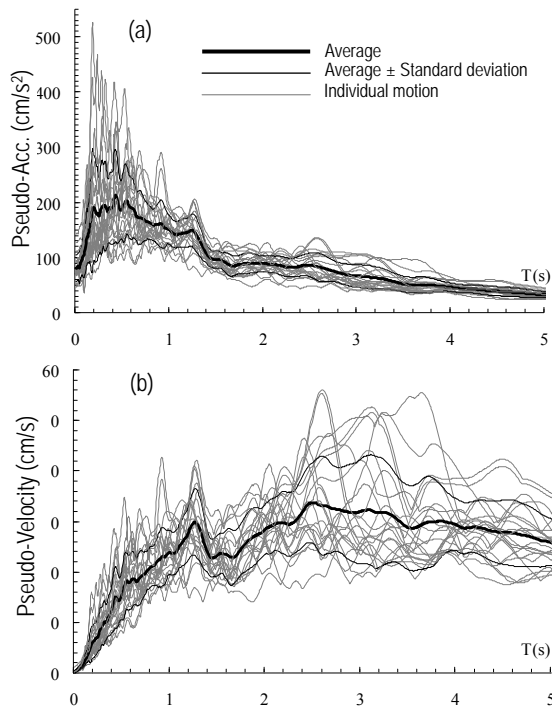 (a)
Average
Average ± Standard deviation
Individual motion
Pseudo-Acc. (cm/s²)
500
400
300
200
100
0
T(s)
0 1 2 3 4 5
(b)
Pseudo-Velocity (cm/s)
60
0
0
0
0
0
0
T(s)
0 1 2 3 4 5